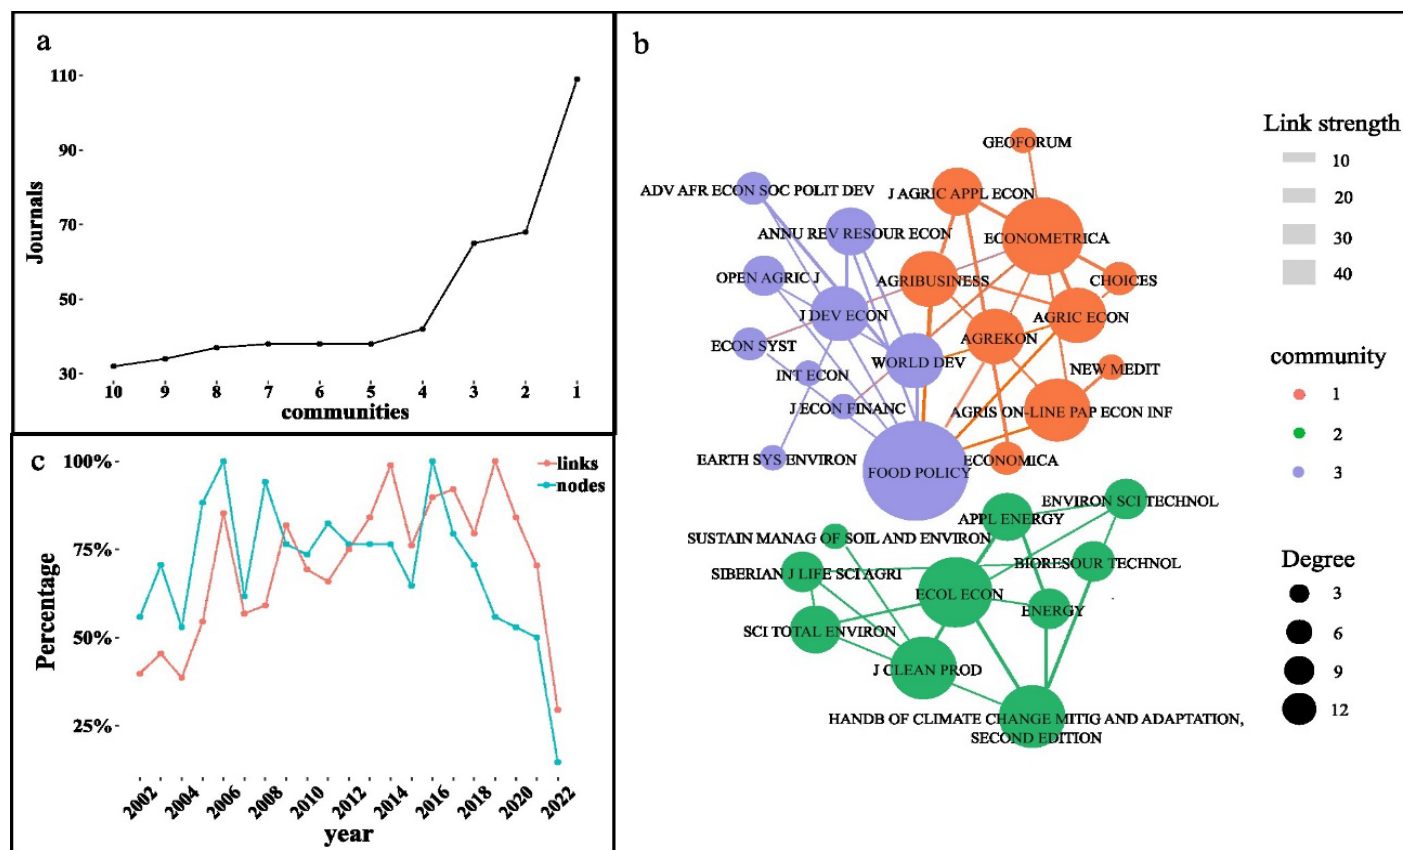 a
110
90
70
50
30
Journals
10 9 8 7 6 5 4 3 2 1
communities
b
GEOFORUM
ADV AFR ECON SOC POLIT DEV
J AGRIC APPL ECON
ANNU REV RESOUR ECON
ECONOMETRICA
OPEN AGRIC J
AGRIBUSINESS
CHOICES
J DEV ECON
AGRIC ECON
ECON SYST
AGREKON
WORLD DEV
INT ECON
NEW MEDIT
J ECON FINANC
AGRIS ON-LINE PAP ECON INF
EARTH SYS ENVIRON
FOOD POLICY
ECONOMICA
ENVIRON SCI TECHNOL
APPL ENERGY
SUSTAIN MANAG OF SOIL AND ENVIRON
BIORESOUR TECHNOL
SIBERIAN J LIFE SCI AGRI
ECOL ECON
ENERGY
SCI TOTAL ENVIRON
J CLEAN PROD
HANDB OF CLIMATE CHANGE MITIG AND ADAPTATION,
SECOND EDITION
Link strength
10
20
30
40
community
1
2
3
Degree
3
6
9
12
c
links
nodes
100%
75%
50%
25%
Percentage
2002 2004 2006 2008 2010 2012 2014 2016 2018 2020 2022
year